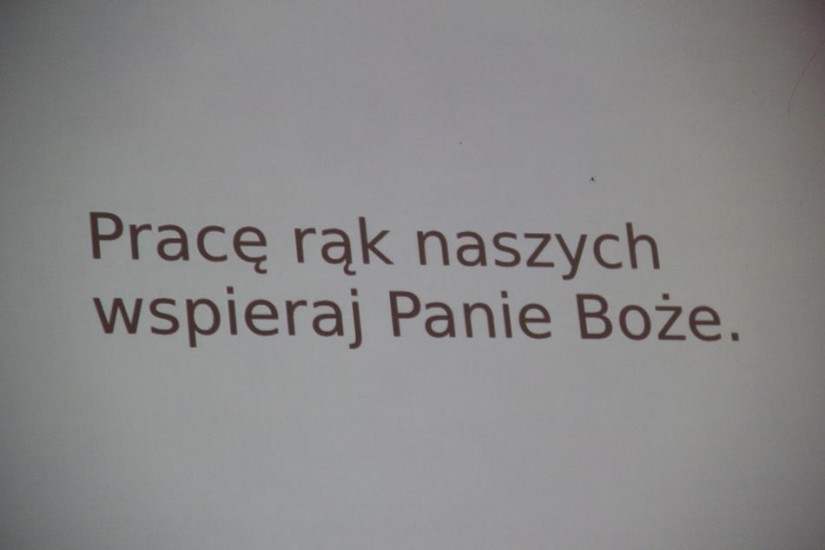 Pracę rąk naszych
wspieraj Panie Boże.